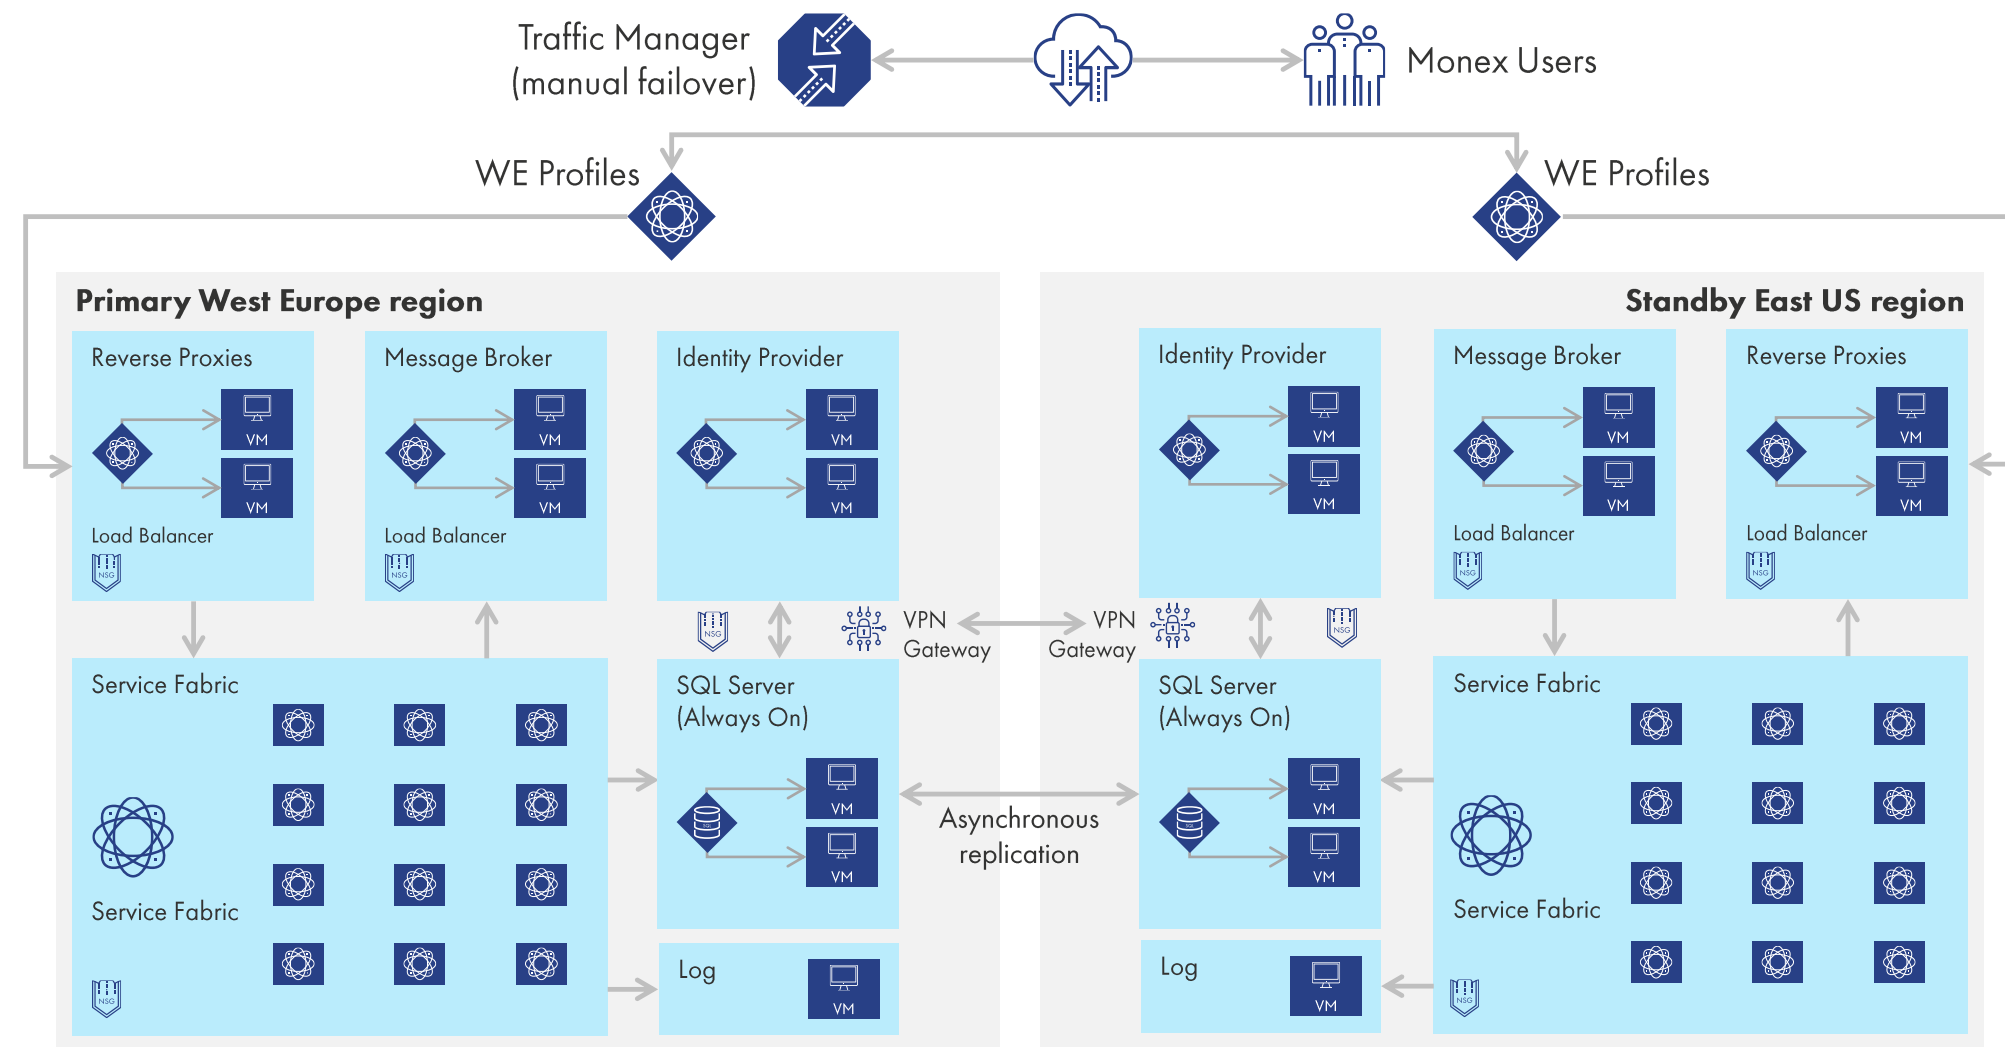 Traffic Manager
(manual failover)
Monex Users
WE Profiles
WE Profiles
Primary West Europe region
Reverse Proxies
VM
VM
Load Balancer
NSG
Message Broker
VM
VM
Load Balancer
NSG
Identity Provider
VM
VM
NSG
VPN
Gateway
Service Fabric
Service Fabric
NSG
SQL Server
(Always On)
SQL
VM
VM
Log
VM
Asynchronous
replication
Standby East US region
Identity Provider
VM
VM
Message Broker
VM
VM
Load Balancer
NSG
Reverse Proxies
VM
VM
Load Balancer
NSG
VPN
Gateway
NSG
SQL Server
(Always On)
SQL
VM
VM
Log
VM
Service Fabric
Service Fabric
NSG